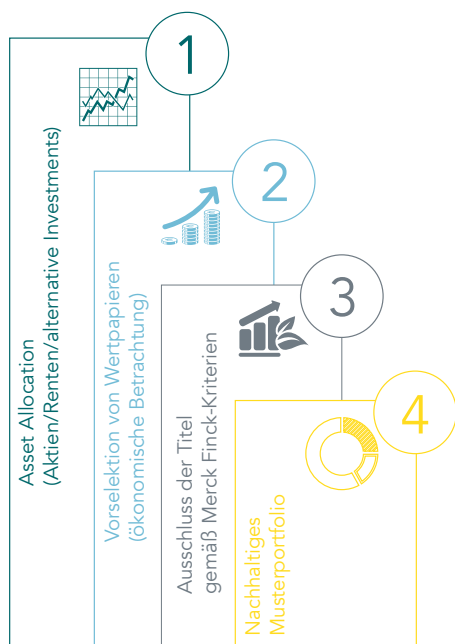 1
Asset Allocation
(Aktien/Renten/alternative Investments)
2
Vorselektion von Wertpapieren
(ökonomische Betrachtung)
3
Ausschluss der Titel
gemäß Merck Finck-Kriterien
4
Nachhaltiges
Musterportfolio